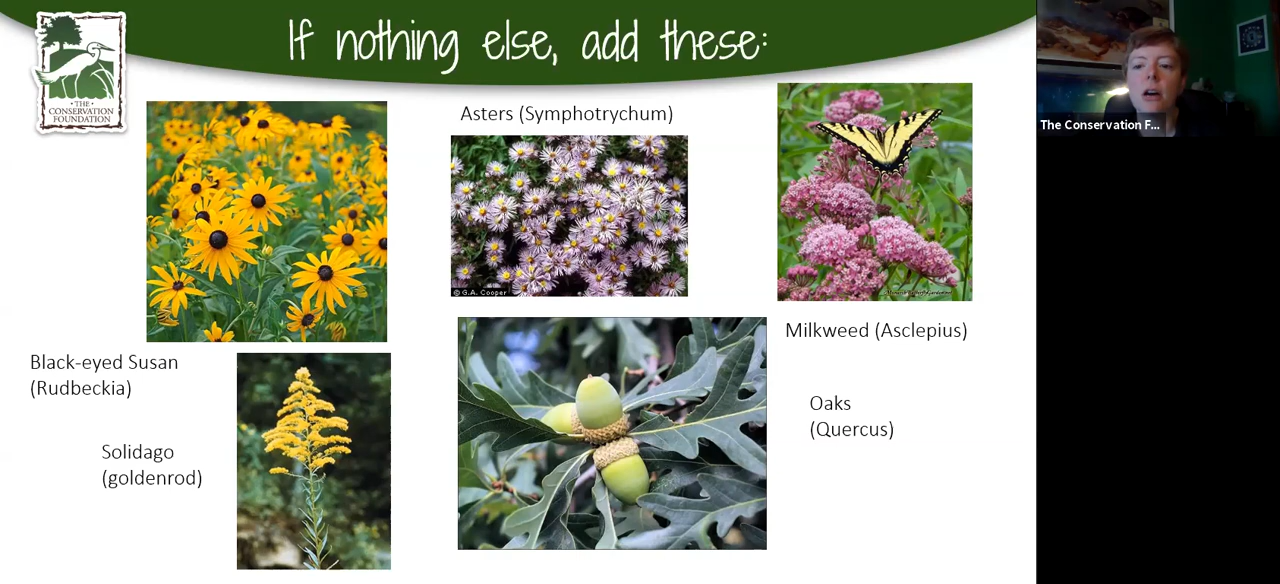 If nothing else, add these:
THE
CONSERVATION
FOUNDATION
The Conservation F...
Asters (Symphotrychum)
© G.A. Cooper
Milkweed (Asclepius)
Black-eyed Susan
(Rudbeckia)
Oaks
(Quercus)
Solidago
(goldenrod)